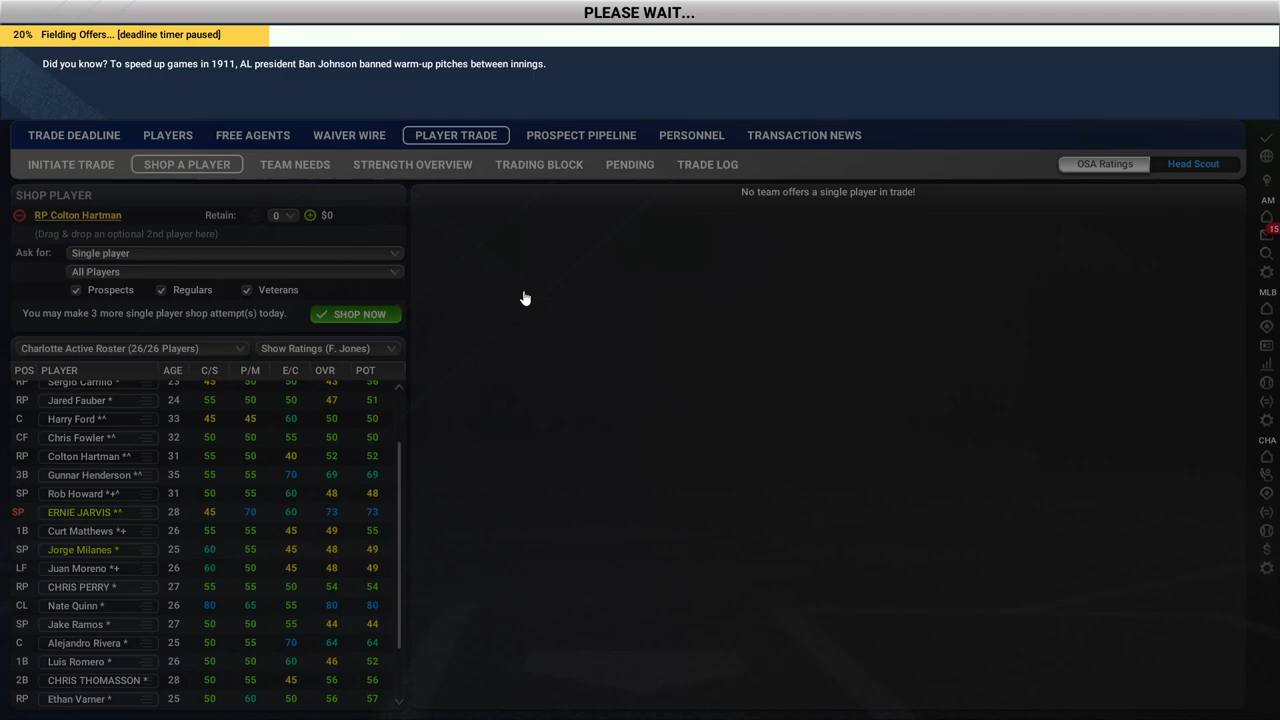 PLEASE WAIT...
20% Fielding Offers... [deadline timer paused]
Did you know? To speed up games in 1911, AL president Ban Johnson banned warm-up pitches between innings.
TRADE DEADLINE PLAYERS FREE AGENTS WAIVER WIRE PLAYER TRADE PROSPECT PIPELINE PERSONNEL TRANSACTION NEWS
INITIATE TRADE SHOP A PLAYER TEAM NEEDS STRENGTH OVERVIEW TRADING BLOCK PENDING TRADE LOG OSA Ratings Head Scout
SHOP PLAYER
No team offers a single player in trade!
RP Colton Hartman Retain: 0 $0
(Drag & drop an optional 2nd player here)
Ask for: Single player
All Players
Prospects Regulars Veterans
You may make 3 more single player shop attempt(s) today. SHOP NOW
Charlotte Active Roster (26/26 Players) Show Ratings (F. Jones)
POS PLAYER AGE C/S P/M E/C OVR POT
RP Sergio Carrillo * 23 45 50 50 43 56
RP Jared Fauber * 24 55 50 50 47 51
C Harry Ford *^ 33 45 45 60 50 50
CF Chris Fowler *^ 32 50 50 55 50 50
RP Colton Hartman *^ 31 55 50 40 52 52
3B Gunnar Henderson *^ 35 55 55 70 69 69
SP Rob Howard *+^ 31 50 55 60 48 48
SP ERNIE JARVIS *^ 28 45 70 60 73 73
1B Curt Matthews *+ 26 55 55 45 49 55
SP Jorge Milanes * 25 60 55 45 48 49
LF Juan Moreno *+ 26 60 50 45 48 49
RP CHRIS PERRY * 27 55 55 50 54 54
CL Nate Quinn * 26 80 65 55 80 80
SP Jake Ramos * 27 50 50 55 44 44
C Alejandro Rivera * 25 50 55 70 64 64
1B Luis Romero * 26 50 50 60 46 52
2B CHRIS THOMASSON * 28 50 55 45 56 56
RP Ethan Varner * 25 50 60 50 56 57
AM
15
MLB
CHA